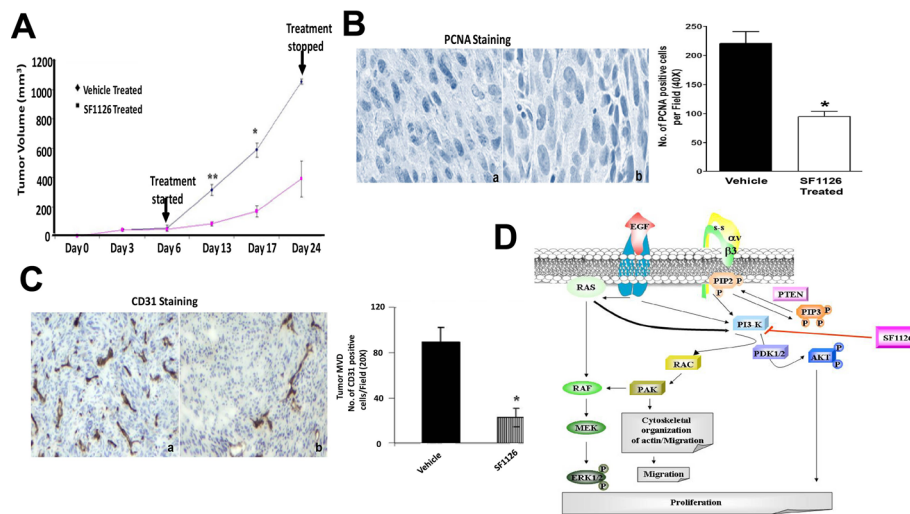 A
Tumor Volume (mm³)
1200
1000
800
600
400
200
0
Vehicle Treated
SF1126 Treated
Treatment
started
Treatment
stopped
**
*
Day 0
Day 3
Day 6
Day 13
Day 17
Day 24
B
PCNA Staining
a
b
No. of PCNA positive cells
per Field (40X)
250
200
150
100
50
0
*
Vehicle
SF1126
Treated
C
CD31 Staining
a
b
Tumor MVD
No. of CD31 positive
cells/Field (20X)
120
80
40
0
*
Vehicle
SF1126
D
EGF
s-s
αv
β3
RAS
PIP2 P
P
PTEN
PIP3 P
P P
PI3-K
SF1126
PDK1/2
AKT
P
P
RAC
RAF
PAK
MEK
Cytoskeletal
organization
of actin/Migration
Migration
ERK1/2
P
P
Proliferation